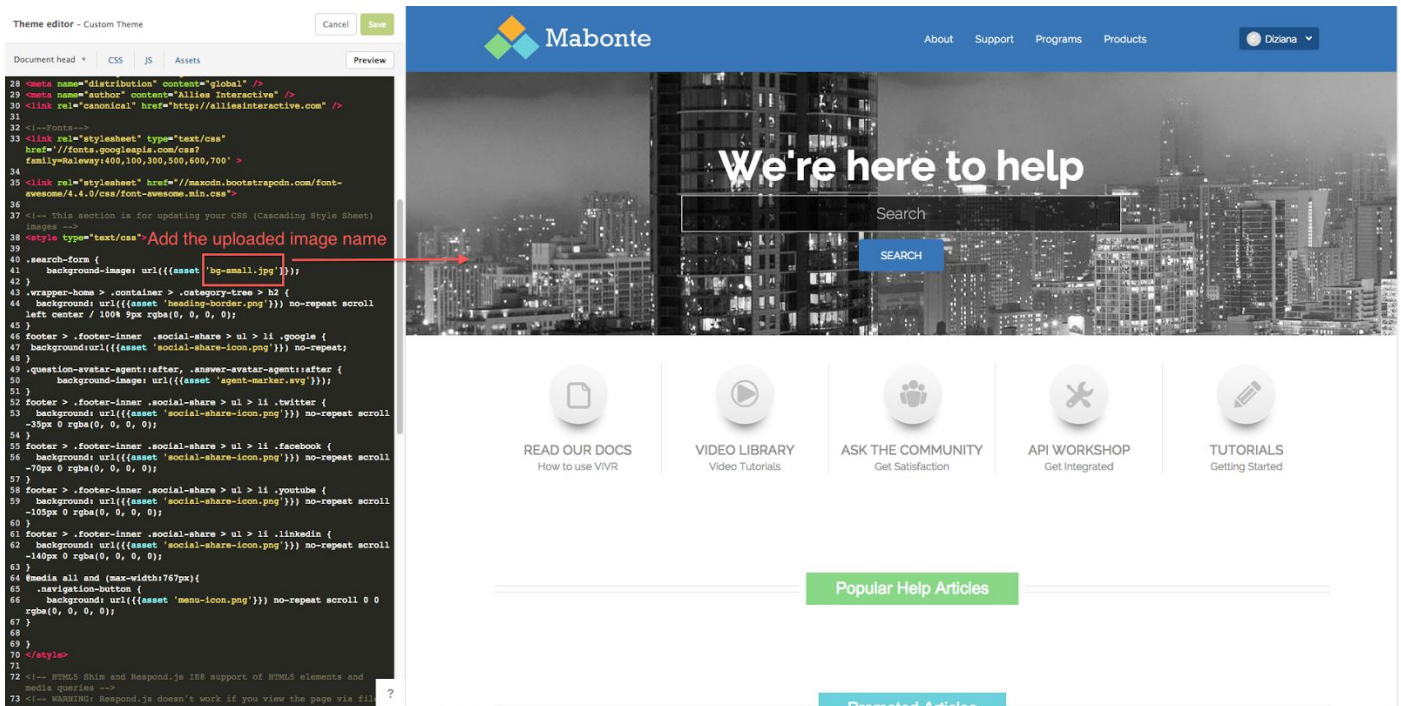 Theme editor – Custom Theme
Cancel
Save
Document head
CSS
JS
Assets
Preview
28 <meta name="distribution" content="global" />
29 <meta name="author" content="Allies Interactive" />
30 <link rel="canonical" href="http://alliesinteractive.com" />
31
32 <!--Fonts-->
33 <link rel="stylesheet" type="text/css"
href='//fonts.googleapis.com/css?
family=Raleway:400,100,300,500,600,700' >
34
35 <link rel="stylesheet" href="//maxcdn.bootstrapcdn.com/font-
awesome/4.4.0/css/font-awesome.min.css">
36
37 <!-- This section is for updating your CSS (Cascading Style Sheet)
images -->
38 <style type="text/css">
Add the uploaded image name
39
40 .search-form {
41 background-image: url({{asset 'bg-small.jpg'}});
42 }
43 .wrapper-home > .container > .category-tree > h2 {
44 background: url({{asset 'heading-border.png'}}) no-repeat scroll
left center / 100% 9px rgba(0, 0, 0, 0);
45 }
46 footer > .footer-inner .social-share > ul > li .google {
47 background:url({{asset 'social-share-icon.png'}}) no-repeat;
48 }
49 .question-avatar-agent::after, .answer-avatar-agent::after {
50 background-image: url({{asset 'agent-marker.svg'}});
51 }
52 footer > .footer-inner .social-share > ul > li .twitter {
53 background: url({{asset 'social-share-icon.png'}}) no-repeat scroll
-35px 0 rgba(0, 0, 0, 0);
54 }
55 footer > .footer-inner .social-share > ul > li .facebook {
56 background: url({{asset 'social-share-icon.png'}}) no-repeat scroll
-70px 0 rgba(0, 0, 0, 0);
57 }
58 footer > .footer-inner .social-share > ul > li .youtube {
59 background: url({{asset 'social-share-icon.png'}}) no-repeat scroll
-105px 0 rgba(0, 0, 0, 0);
60 }
61 footer > .footer-inner .social-share > ul > li .linkedin {
62 background: url({{asset 'social-share-icon.png'}}) no-repeat scroll
-140px 0 rgba(0, 0, 0, 0);
63 }
64 @media all and (max-width:767px){
65 .navigation-button {
66 background: url({{asset 'menu-icon.png'}}) no-repeat scroll 0 0
rgba(0, 0, 0, 0);
67 }
68
69 }
70 </style>
71
72 <!-- HTML5 Shim and Respond.js IE8 support of HTML5 elements and
media queries -->
73 <!-- WARNING: Respond.js doesn't work if you view the page via fil
?
Mabonte
About
Support
Programs
Products
Diziana
We're here to help
Search
SEARCH
READ OUR DOCS
How to use VIVR
VIDEO LIBRARY
Video Tutorials
ASK THE COMMUNITY
Get Satisfaction
API WORKSHOP
Get Integrated
TUTORIALS
Getting Started
Popular Help Articles
Promoted Articles